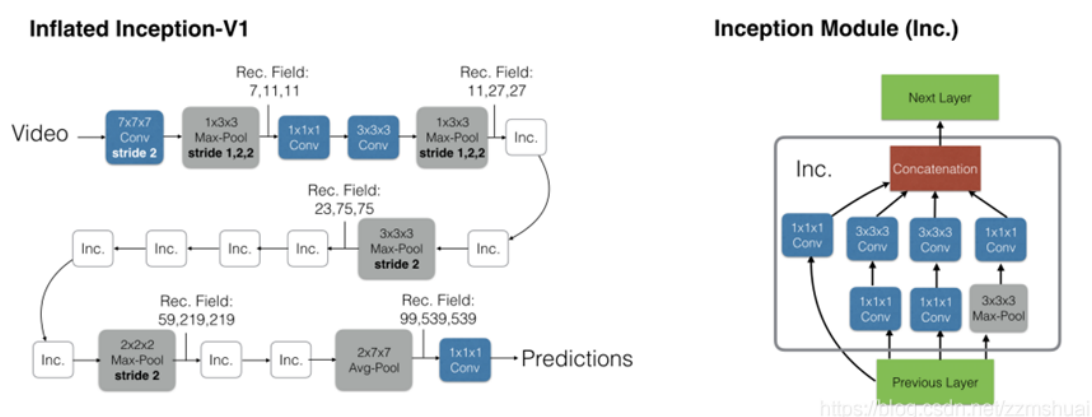 Inflated Inception-V1
Rec. Field:
7,11,11
Rec. Field:
11,27,27
Video
7x7x7
Conv
stride 2
1x3x3
Max-Pool
stride 1,2,2
1x1x1
Conv
3x3x3
Conv
1x3x3
Max-Pool
stride 1,2,2
Inc.
Rec. Field:
23,75,75
Inc.
Inc.
Inc.
Inc.
3x3x3
Max-Pool
stride 2
Inc.
Rec. Field:
59,219,219
Rec. Field:
99,539,539
Inc.
2x2x2
Max-Pool
stride 2
Inc.
Inc.
2x7x7
Avg-Pool
1x1x1
Conv
Predictions
Inception Module (Inc.)
Next Layer
Inc.
Concatenation
1x1x1
Conv
3x3x3
Conv
3x3x3
Conv
1x1x1
Conv
1x1x1
Conv
1x1x1
Conv
3x3x3
Max-Pool
Previous Layer
https://blog.csdn.net/zzmshuai